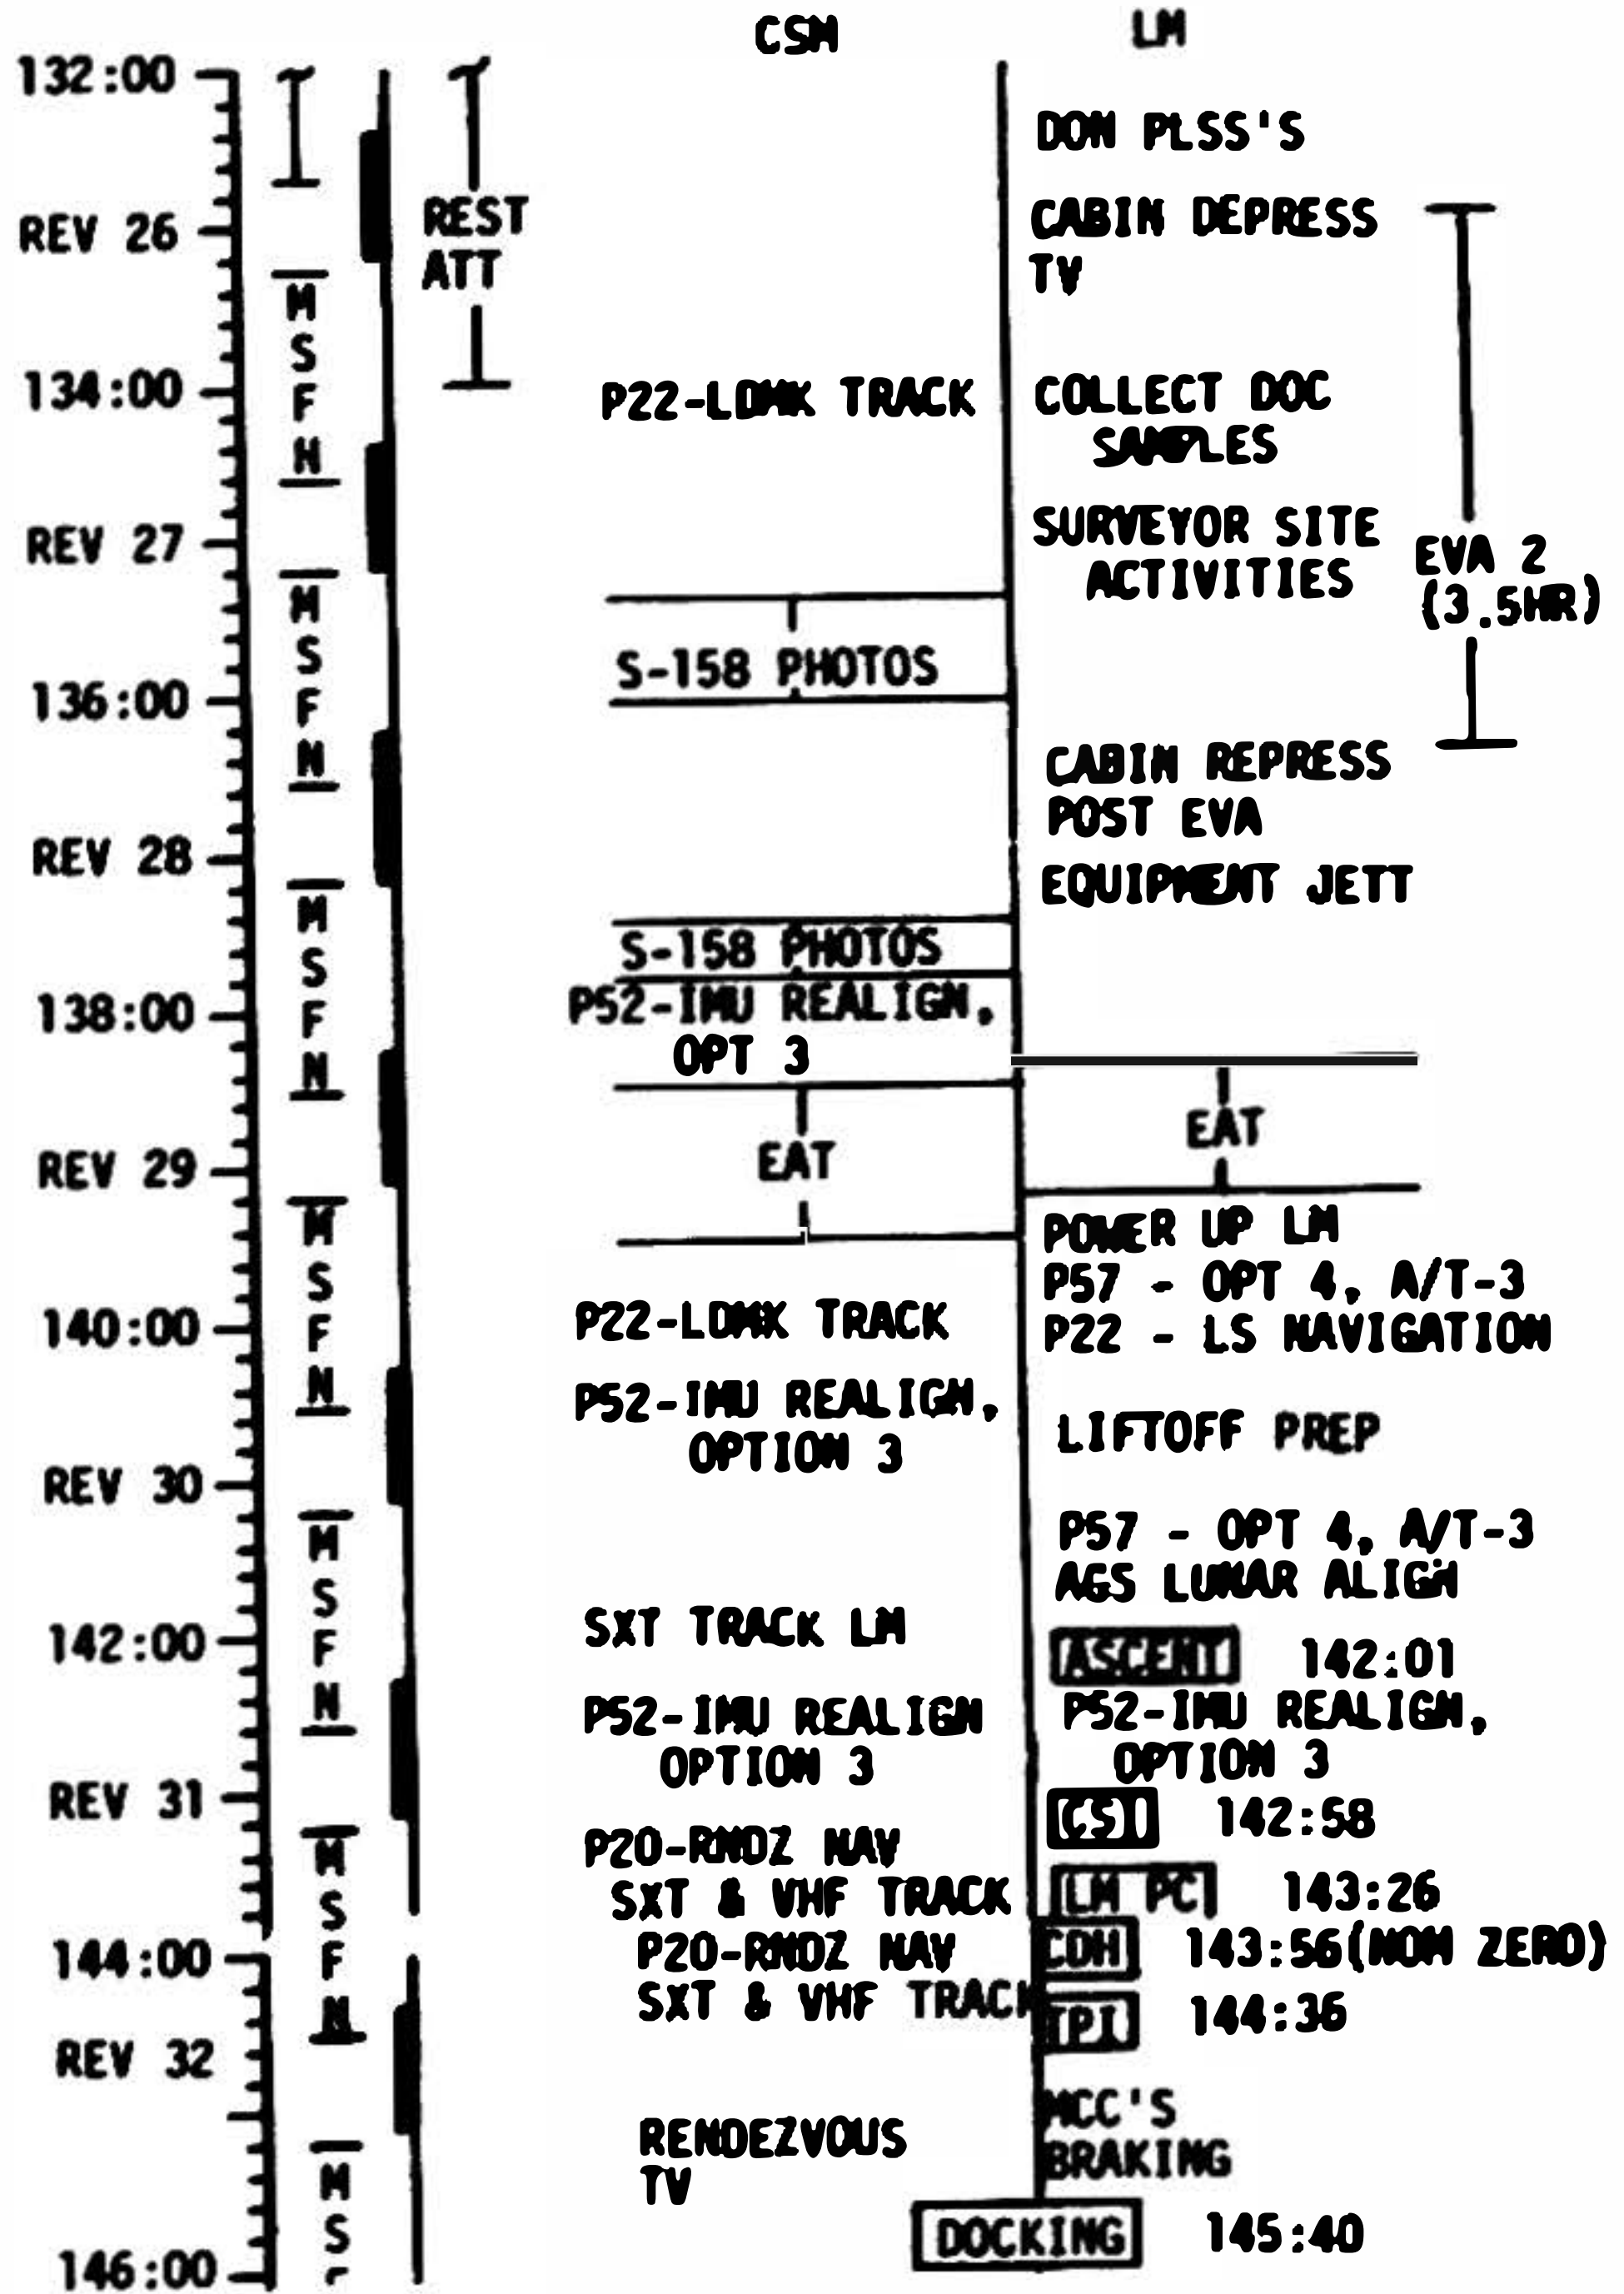 CSM
LM
132:00
DON PLSS'S
REST
ATT
CABIN DEPRESS
TV
REV 26
M
S
F
N
134:00
P22-LDMK TRACK
COLLECT DOC
SAMPLES
SURVEYOR SITE
ACTIVITIES
EVA 2
(3.5HR)
REV 27
M
S
F
N
S-158 PHOTOS
136:00
CABIN REPRESS
POST EVA
EQUIPMENT JETT
REV 28
M
S
F
N
S-158 PHOTOS
138:00
P52-IMU REALIGN,
OPT 3
EAT
EAT
REV 29
M
S
F
N
POWER UP LM
P57 - OPT 4, A/T-3
P22 - LS NAVIGATION
140:00
P22-LDMK TRACK
P52-IMU REALIGN,
OPTION 3
LIFTOFF PREP
REV 30
M
S
F
N
P57 - OPT 4, A/T-3
AGS LUNAR ALIGN
142:00
SXT TRACK LM
ASCENT 142:01
P52-IMU REALIGN
OPTION 3
P52-IMU REALIGN,
OPTION 3
REV 31
CSI 142:58
M
S
F
N
P20-RNDZ NAV
SXT & VHF TRACK
LM PC 143:26
144:00
P20-RNDZ NAV
SXT & VHF TRACK
CDH 143:56(NON ZERO)
TPI 144:36
REV 32
MCC'S
BRAKING
RENDEZVOUS
TV
M
S
DOCKING 145:40
146:00